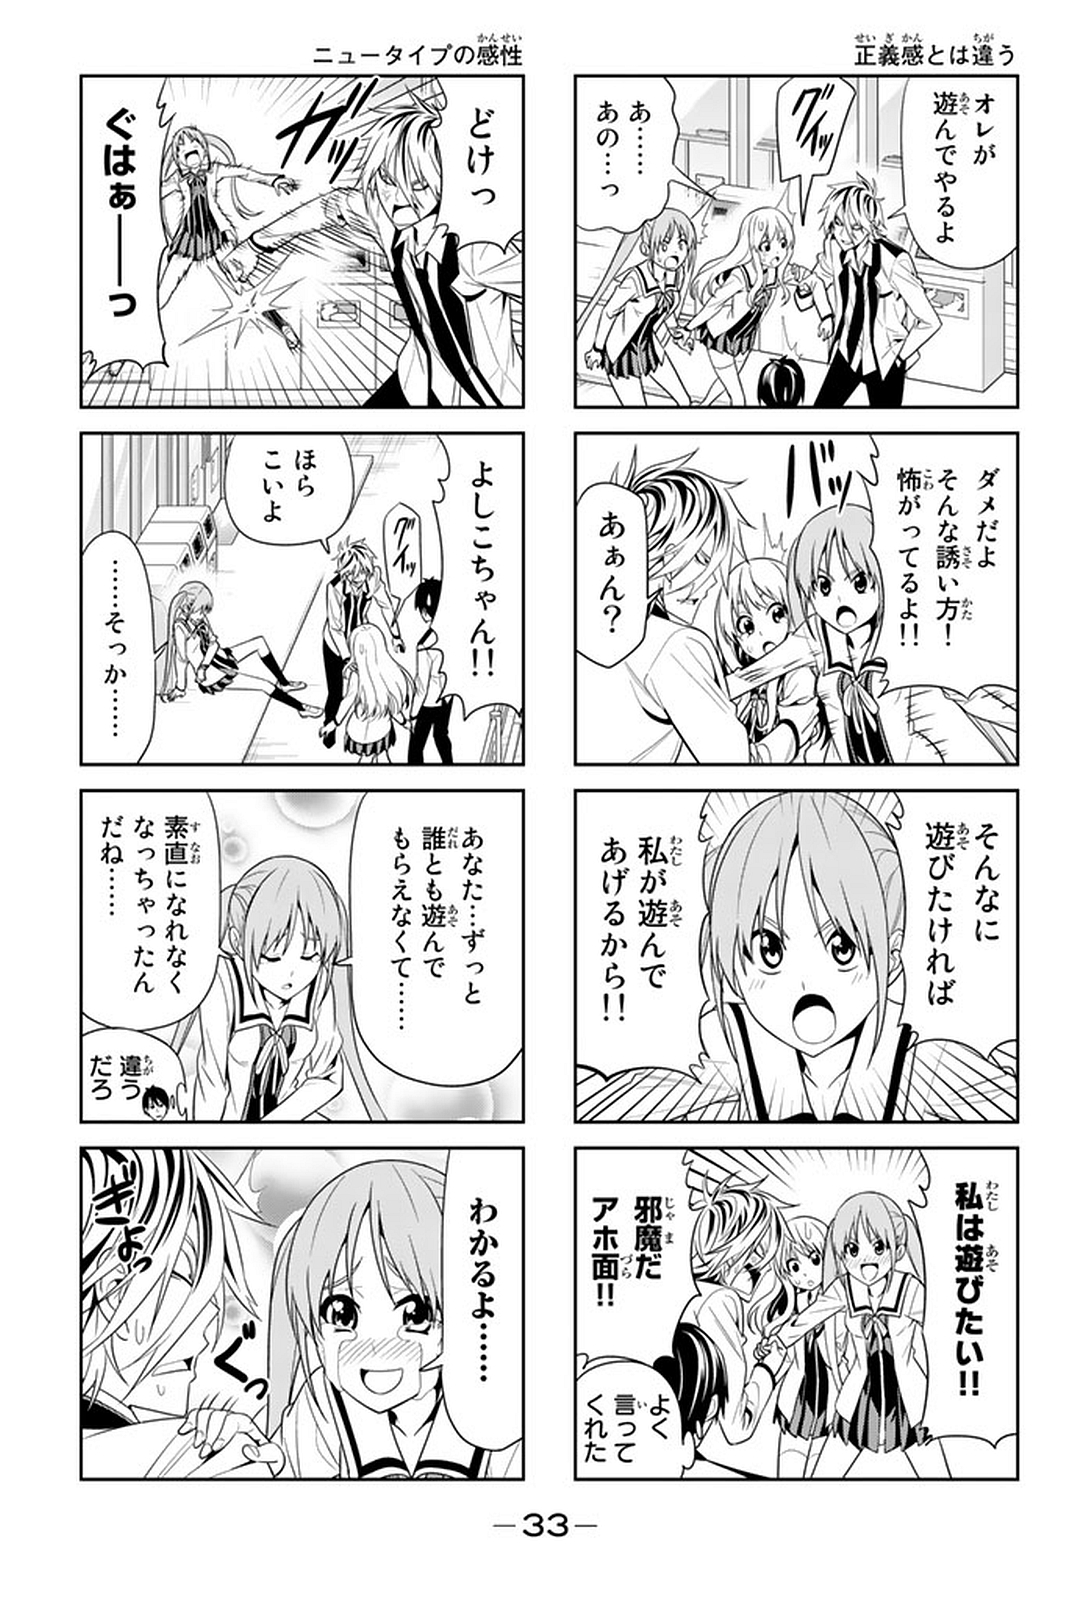 正義感とは違う
オレが
遊んでやるよ
グイッ
あ……
あの…っ
ダメだよ
そんな誘い方！
怖がってるよ!!
あぁん？
そんなに
遊びたければ
私が遊んで
あげるから!!
私は遊びたい!!
邪魔だ
アホ面!!
よく
言って
くれた
ニュータイプの感性
どけっ
ガッ
ぐはぁ――っ
よしこちゃん!!
グイッ
ほら
こいよ
……そっか……
あなた…ずっと
誰とも遊んで
もらえなくて……
素直になれなく
なっちゃったん
だね……
違う
だろ
わかるよ……
ぎょっ
ぐっ
—33—